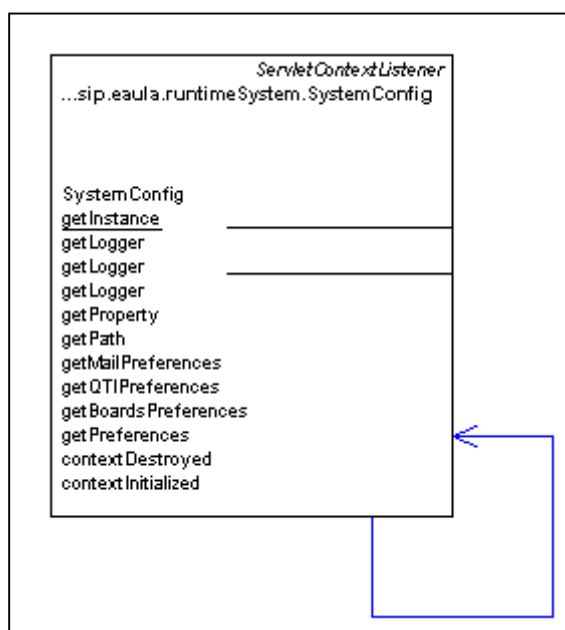 ServletContextListener
...sip.eaula.runtimeSystem.SystemConfig
SystemConfig
getInstance
getLogger
getLogger
getLogger
getProperty
getPath
getMailPreferences
getQTIPreferences
getBoardsPreferences
getPreferences
contextDestroyed
contextInitialized